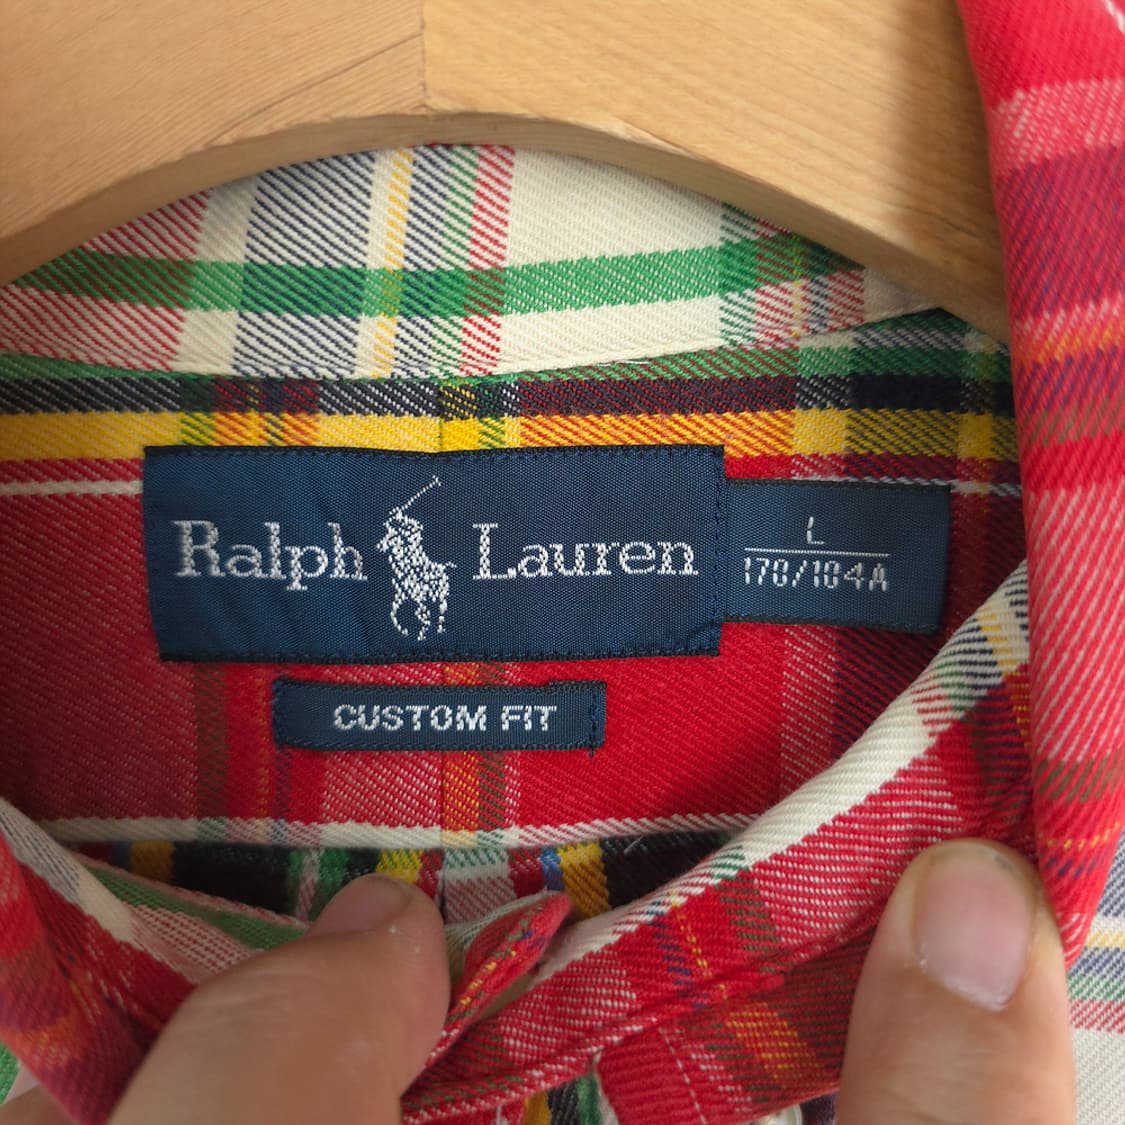 Ralph Lauren
L
170/104A
CUSTOM FIT